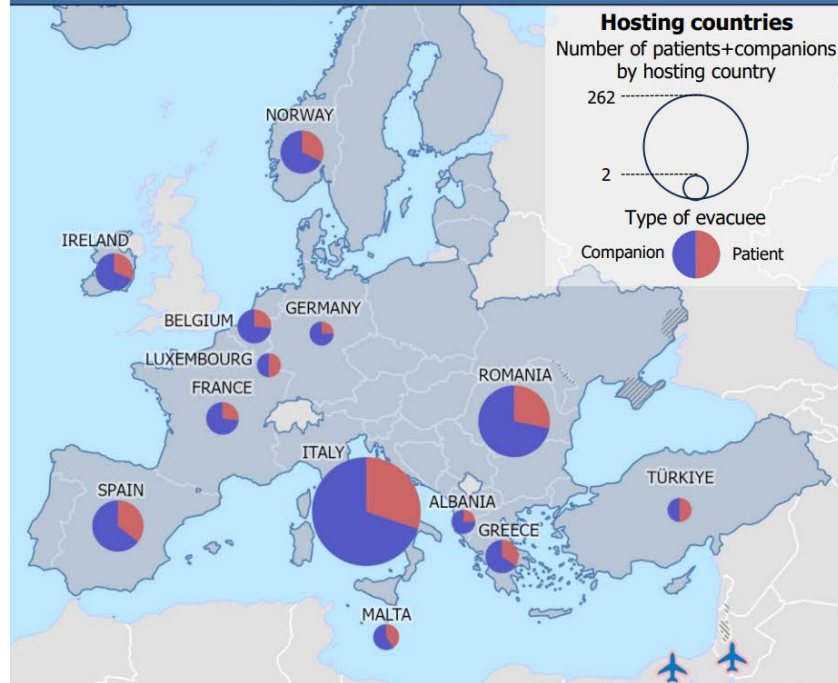 Hosting countries
Number of patients+companions
by hosting country
262
2
Type of evacuee
Companion
Patient
NORWAY
IRELAND
BELGIUM
GERMANY
LUXEMBOURG
FRANCE
ROMANIA
ITALY
SPAIN
ALBANIA
TÜRKIYE
GREECE
MALTA